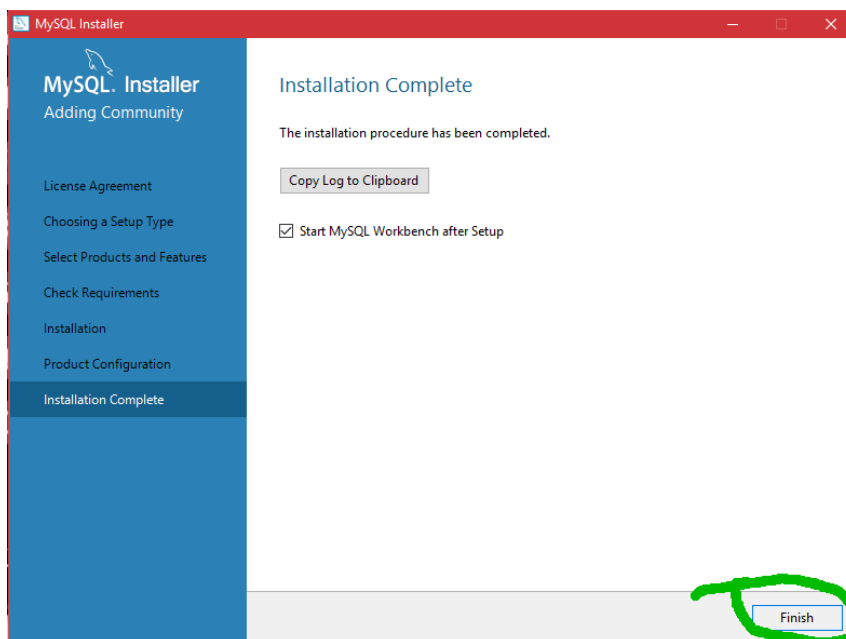 MySQL Installer
MySQL. Installer
Adding Community
License Agreement
Choosing a Setup Type
Select Products and Features
Check Requirements
Installation
Product Configuration
Installation Complete
Installation Complete
The installation procedure has been completed.
Copy Log to Clipboard
Start MySQL Workbench after Setup
Finish